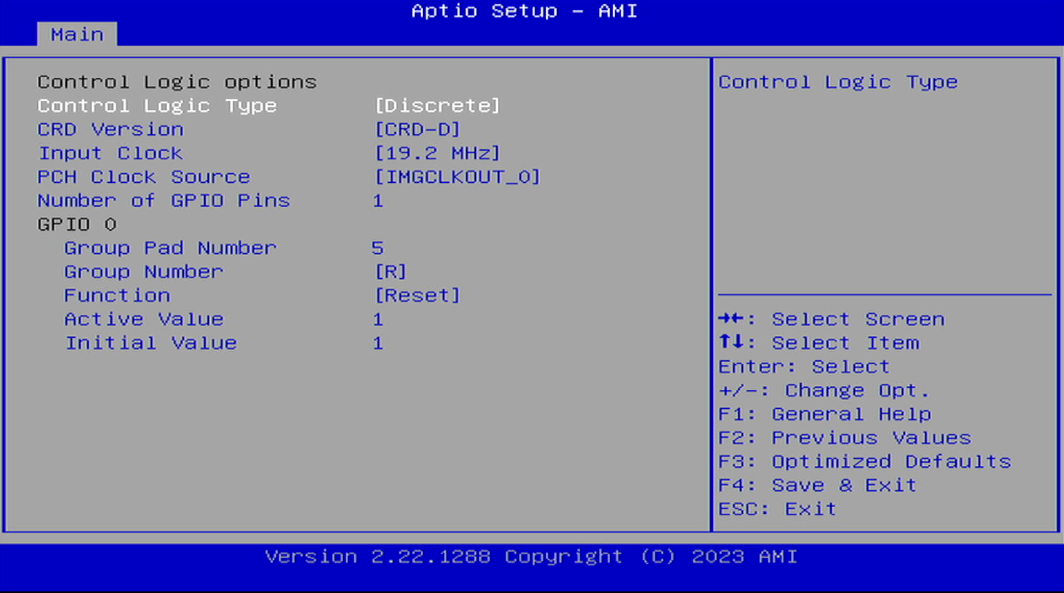 Aptio Setup – AMI
Main
Control Logic options
Control Logic Type [Discrete]
CRD Version [CRD-D]
Input Clock [19.2 MHz]
PCH Clock Source [IMGCLKOUT_0]
Number of GPIO Pins 1
GPIO 0
Group Pad Number 5
Group Number [R]
Function [Reset]
Active Value 1
Initial Value 1
Control Logic Type
→←: Select Screen
↑↓: Select Item
Enter: Select
+/-: Change Opt.
F1: General Help
F2: Previous Values
F3: Optimized Defaults
F4: Save & Exit
ESC: Exit
Version 2.22.1288 Copyright (C) 2023 AMI